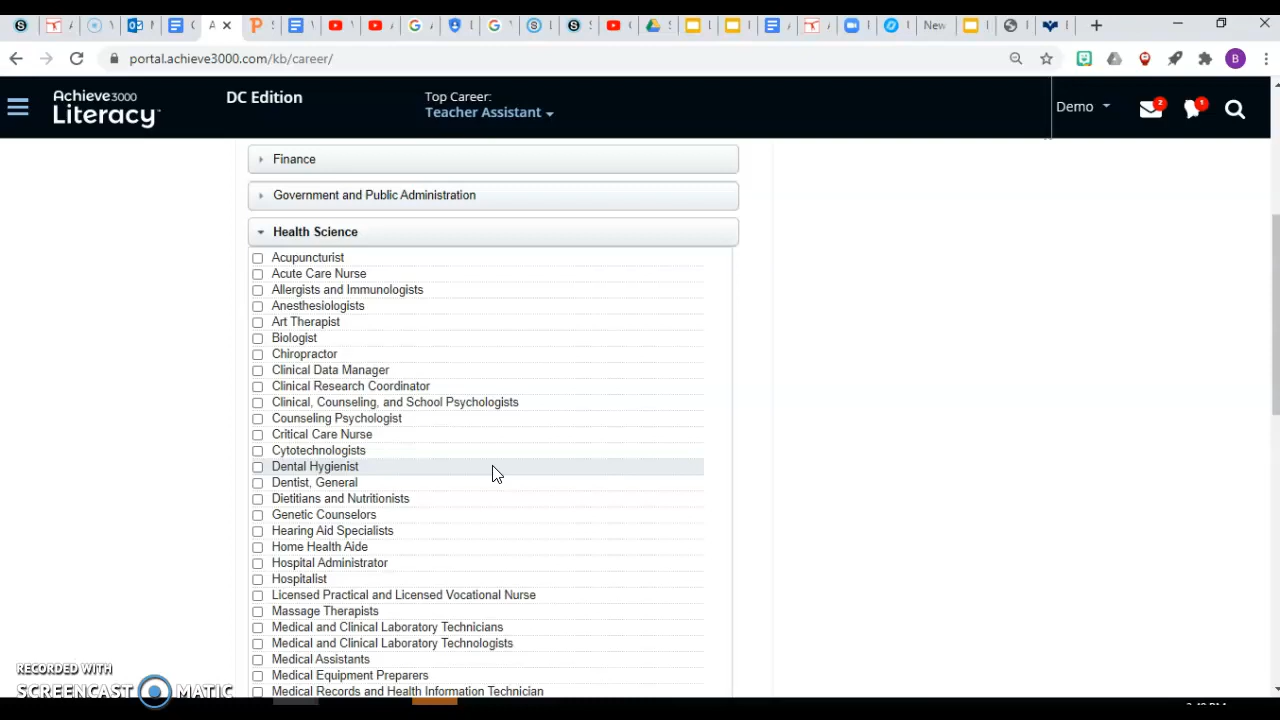 portal.achieve3000.com/kb/career/
New
B
Achieve3000
Literacy
DC Edition
Top Career:
Teacher Assistant
Demo
2
1
Finance
Government and Public Administration
Health Science
Acupuncturist
Acute Care Nurse
Allergists and Immunologists
Anesthesiologists
Art Therapist
Biologist
Chiropractor
Clinical Data Manager
Clinical Research Coordinator
Clinical, Counseling, and School Psychologists
Counseling Psychologist
Critical Care Nurse
Cytotechnologists
Dental Hygienist
Dentist, General
Dietitians and Nutritionists
Genetic Counselors
Hearing Aid Specialists
Home Health Aide
Hospital Administrator
Hospitalist
Licensed Practical and Licensed Vocational Nurse
Massage Therapists
Medical and Clinical Laboratory Technicians
Medical and Clinical Laboratory Technologists
Medical Assistants
Medical Equipment Preparers
Medical Records and Health Information Technician
RECORDED WITH
SCREENCAST MATIC